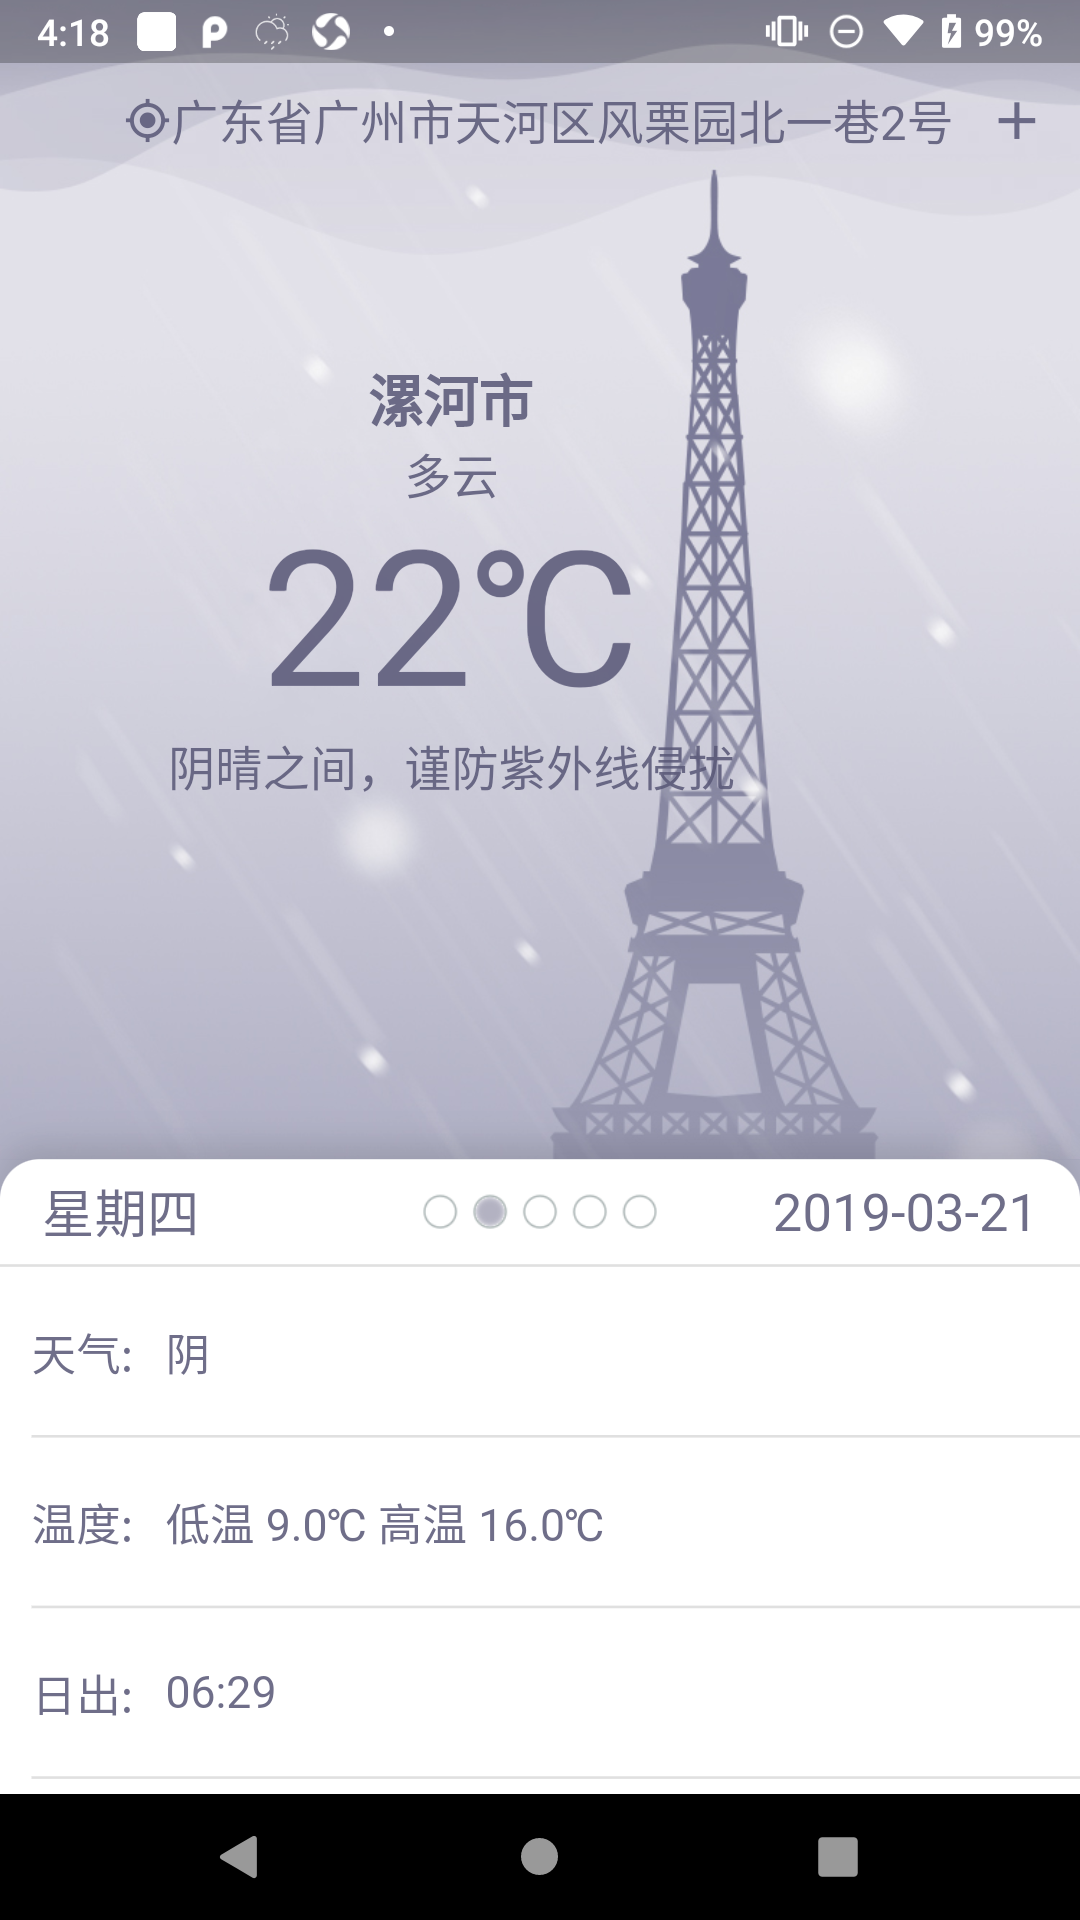 4:18 99%
广东省广州市天河区风栗园北一巷2号
漯河市
多云
22℃
阴晴之间，谨防紫外线侵扰
星期四 2019-03-21
天气: 阴
温度: 低温 9.0℃ 高温 16.0℃
日出: 06:29